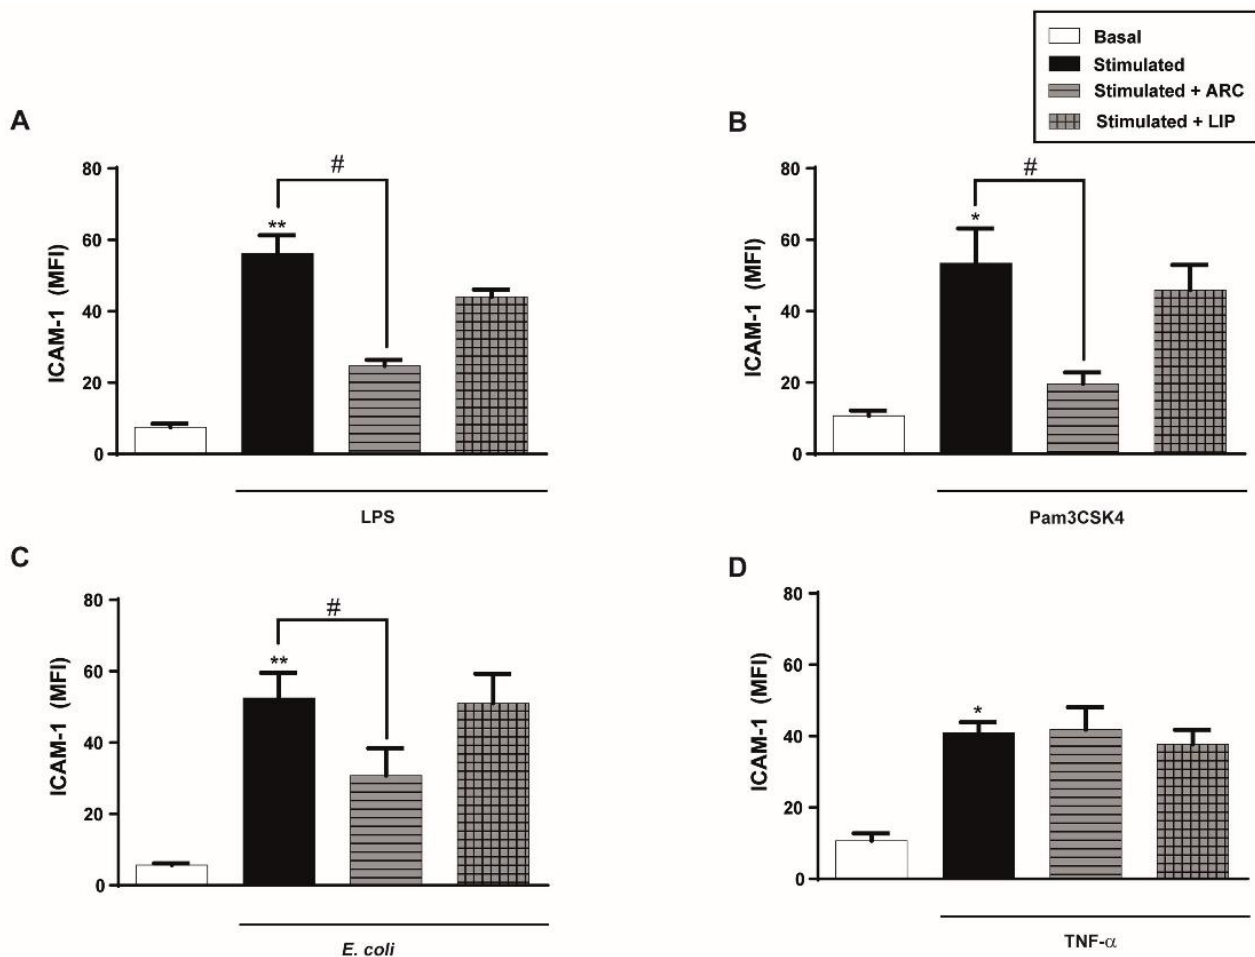 Basal
Stimulated
Stimulated + ARC
Stimulated + LIP
A
ICAM-1 (MFI)
80
60
40
20
0
#
**
LPS
B
ICAM-1 (MFI)
80
60
40
20
0
#
*
Pam3CSK4
C
ICAM-1 (MFI)
80
60
40
20
0
#
**
E. coli
D
ICAM-1 (MFI)
80
60
40
20
0
*
TNF-α